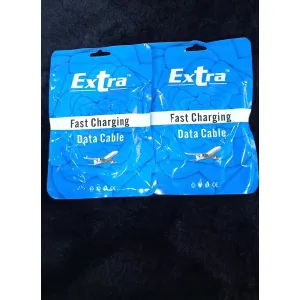 Extra
Fast Charging
Data Cable
Extra
Fast Charging
Data Cable